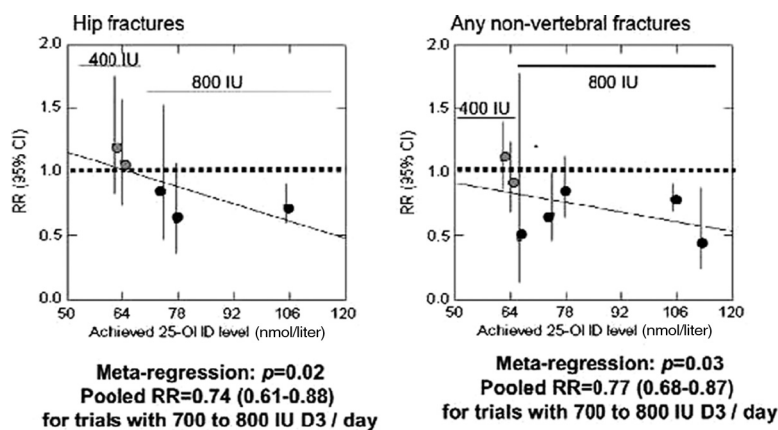 Hip fractures
2.0
400 IU
800 IU
1.5
RR (95% CI)
1.0
0.5
0.0
50 64 78 92 106 120
Achieved 25-OHD level (nmol/liter)
Meta-regression: p=0.02
Pooled RR=0.74 (0.61-0.88)
for trials with 700 to 800 IU D3 / day
Any non-vertebral fractures
2.0
800 IU
1.5
400 IU
RR (95% CI)
1.0
0.5
0.0
50 64 78 92 106 120
Achieved 25-OHD level (nmol/liter)
Meta-regression: p=0.03
Pooled RR=0.77 (0.68-0.87)
for trials with 700 to 800 IU D3 / day